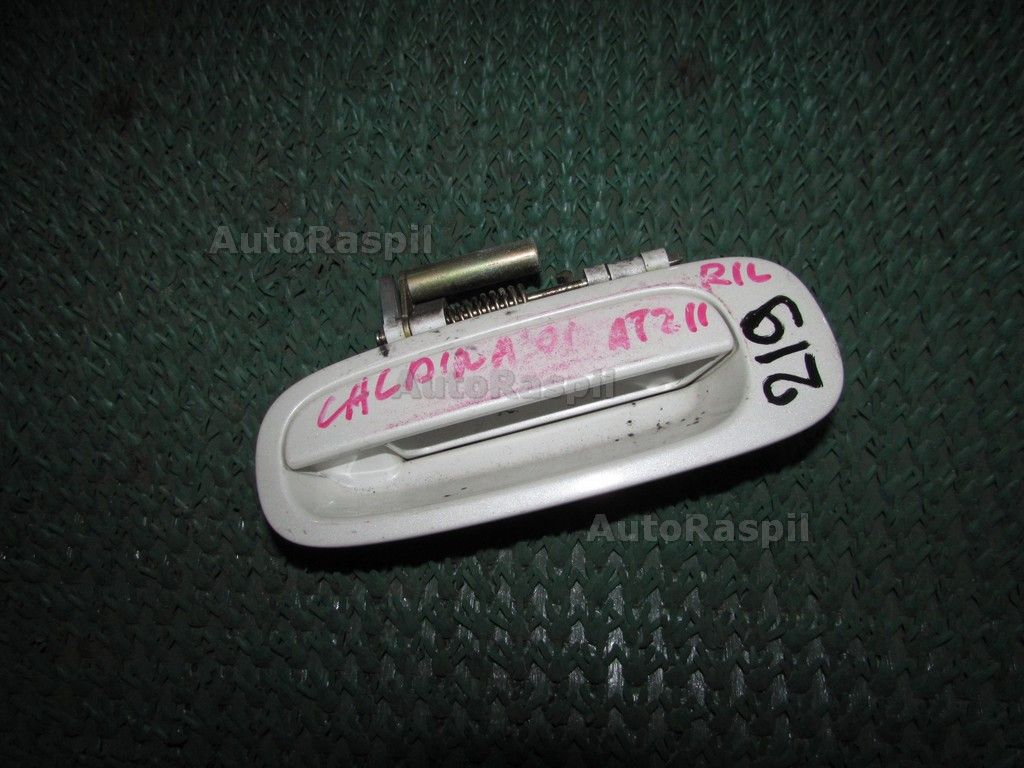 AutoRaspil
R/L
CALDINA '01 AT211
219
AutoRaspil
AutoRaspil